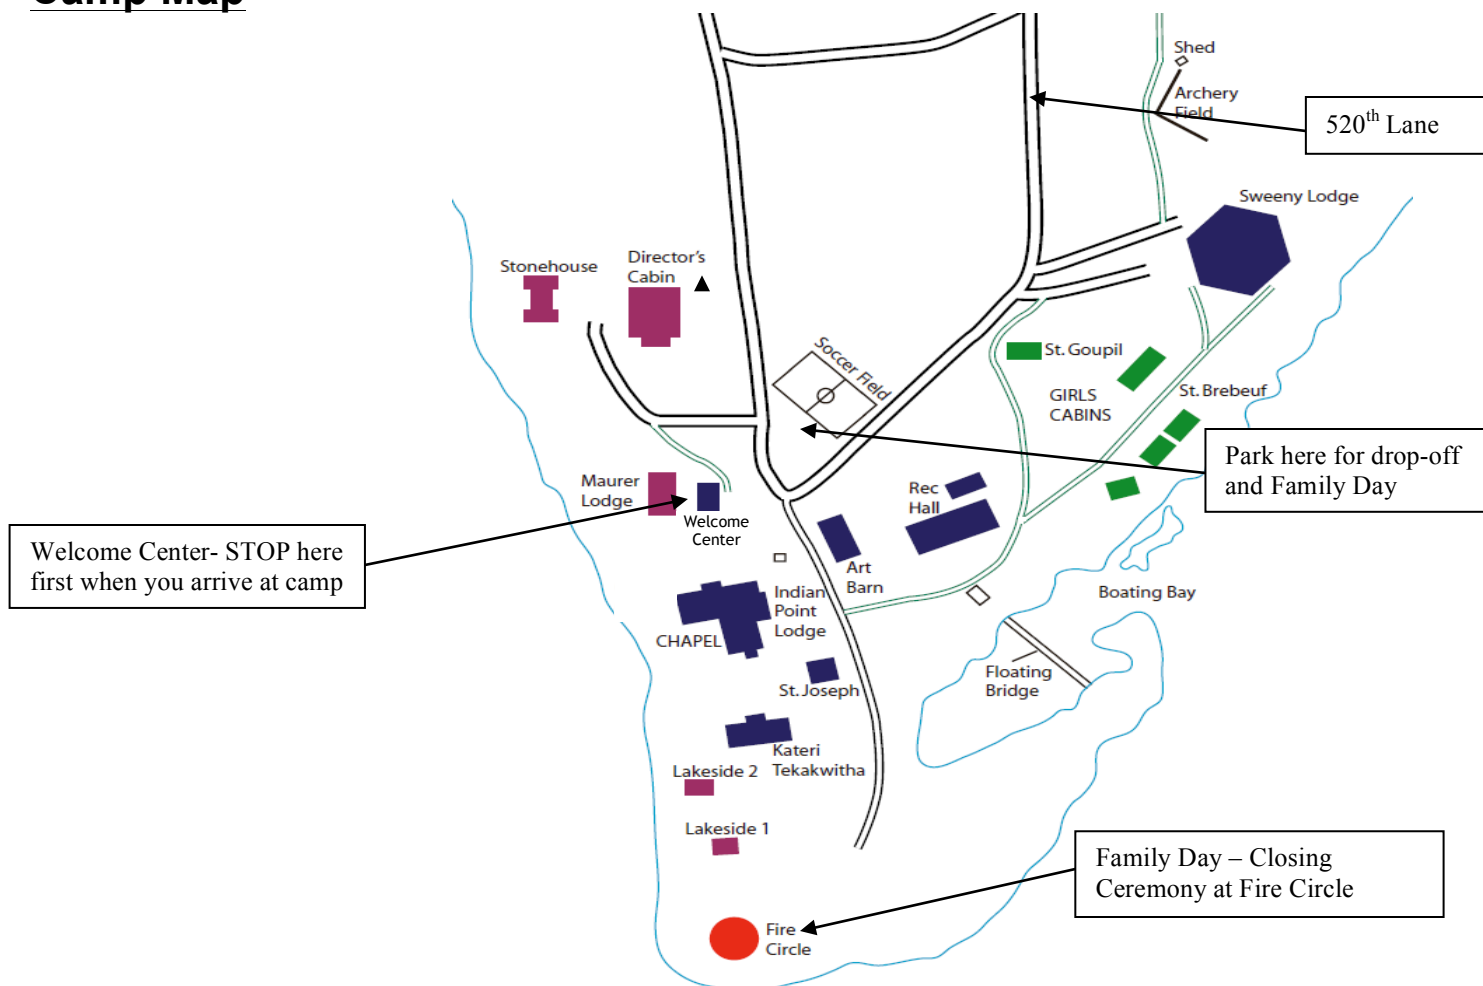 Camp Map
Shed
Archery
Field
520th Lane
Sweeny Lodge
Stonehouse
Director's
Cabin
Soccer Field
St. Goupil
GIRLS
CABINS
St. Brebeuf
Park here for drop-off
and Family Day
Maurer
Lodge
Welcome
Center
Rec
Hall
Welcome Center- STOP here
first when you arrive at camp
Art
Barn
Indian
Point
Lodge
CHAPEL
Boating Bay
Floating
Bridge
St. Joseph
Kateri
Tekakwitha
Lakeside 2
Lakeside 1
Family Day – Closing
Ceremony at Fire Circle
Fire
Circle